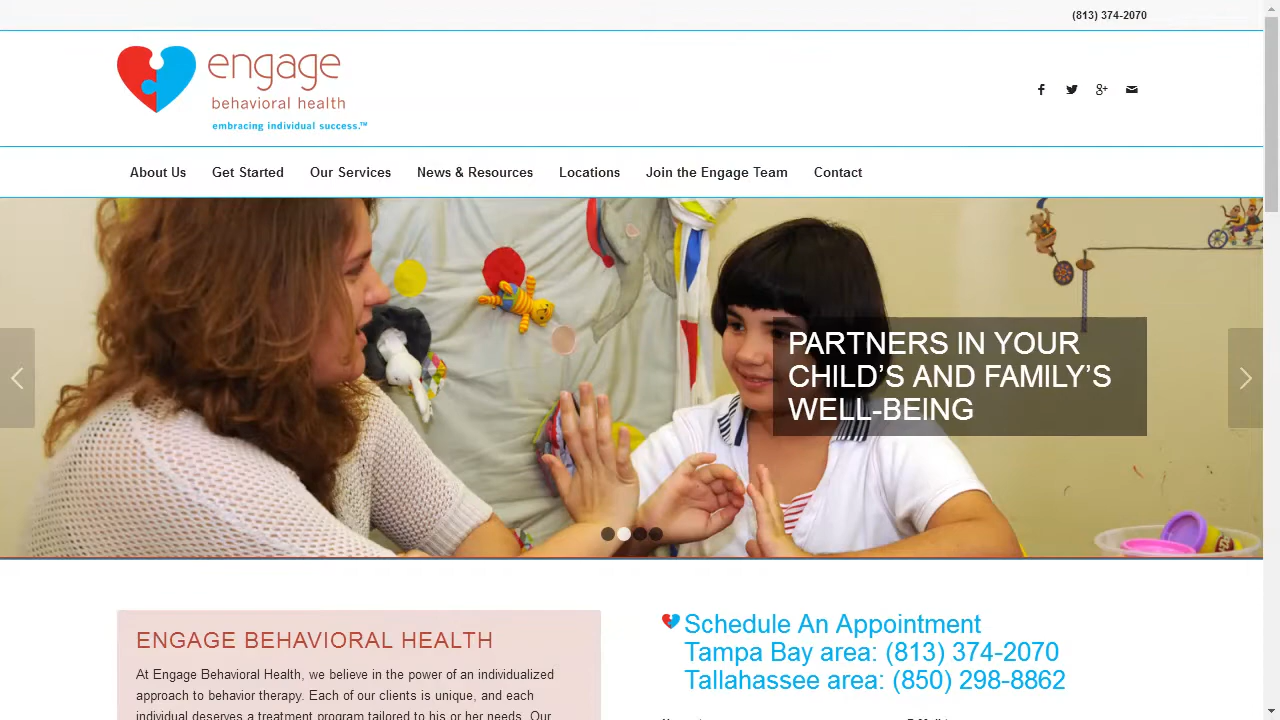 (813) 374-2070
engage
behavioral health
embracing individual success.™
About Us Get Started Our Services News & Resources Locations Join the Engage Team Contact
PARTNERS IN YOUR
CHILD’S AND FAMILY’S
WELL-BEING
ENGAGE BEHAVIORAL HEALTH
At Engage Behavioral Health, we believe in the power of an individualized
approach to behavior therapy. Each of our clients is unique, and each
individual deserves a treatment program tailored to his or her needs. Our
Schedule An Appointment
Tampa Bay area: (813) 374-2070
Tallahassee area: (850) 298-8862